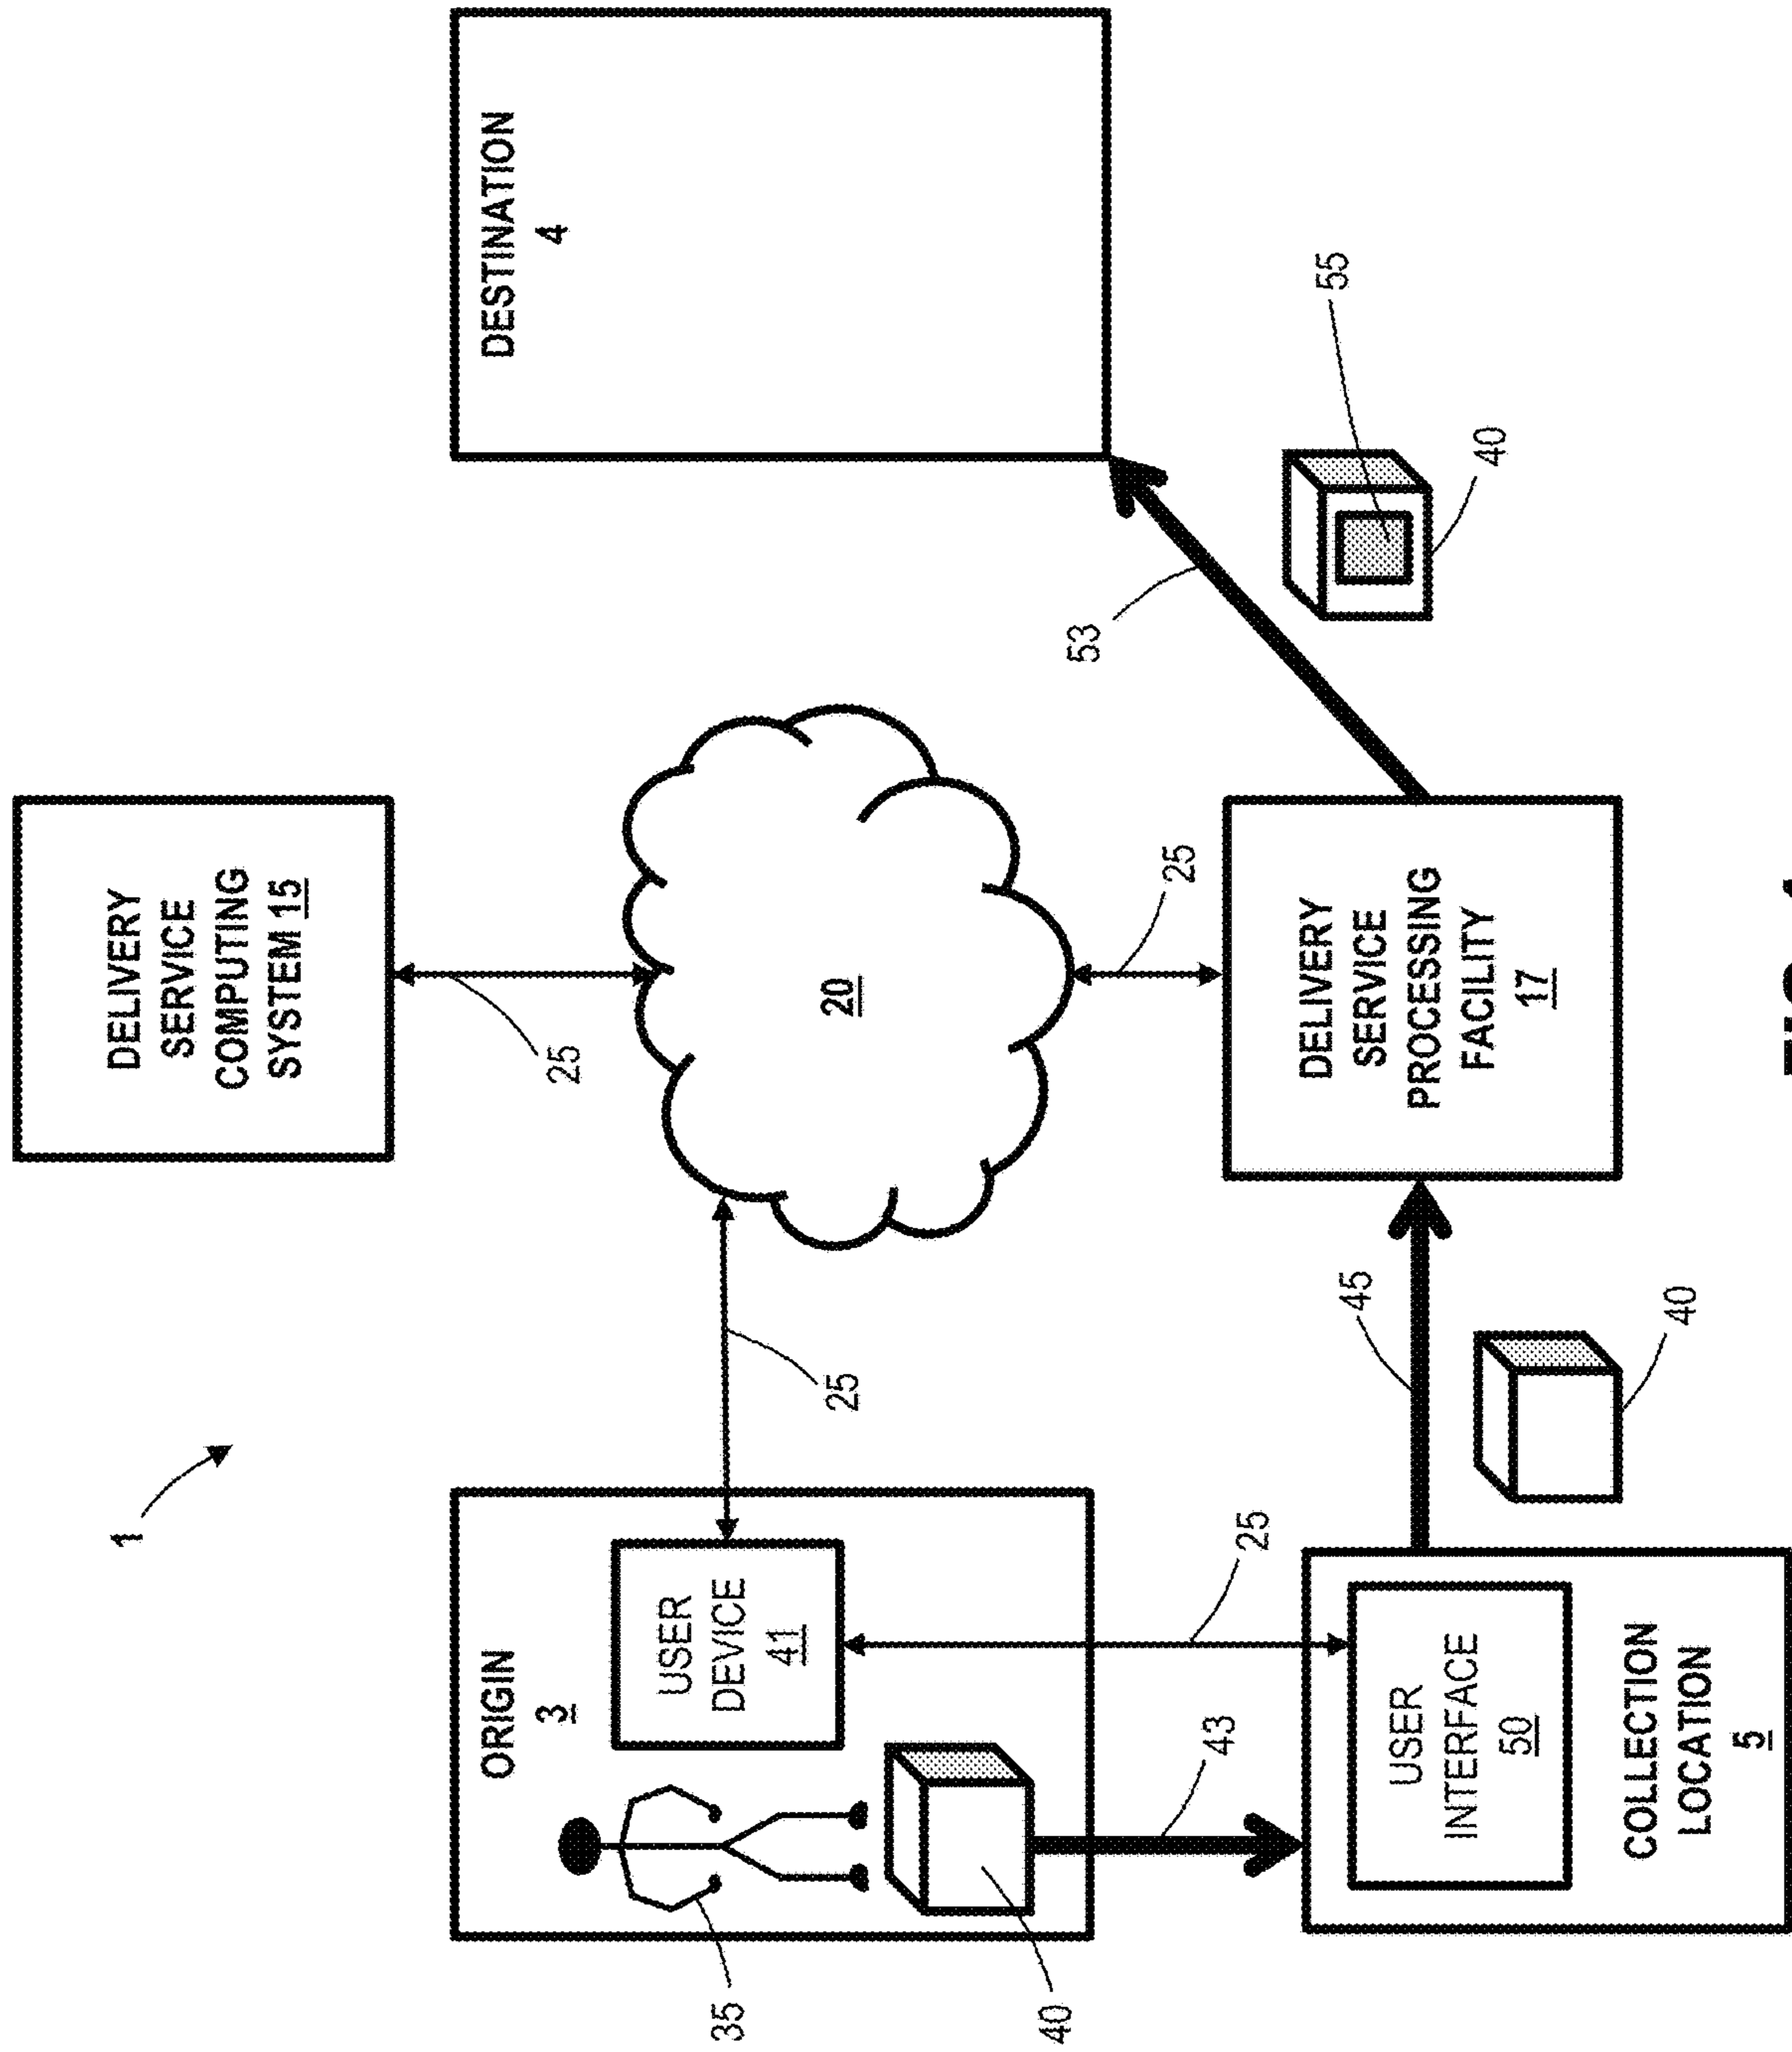 DELIVERY
SERVICE
COMPUTING
SYSTEM 15
1
25
ORIGIN
3
DESTINATION
4
USER
DEVICE
41
35
25
20
40
53
25
43
25
55
45
DELIVERY
SERVICE
PROCESSING
FACILITY
17
40
USER
INTERFACE
50
40
COLLECTION
LOCATION
5